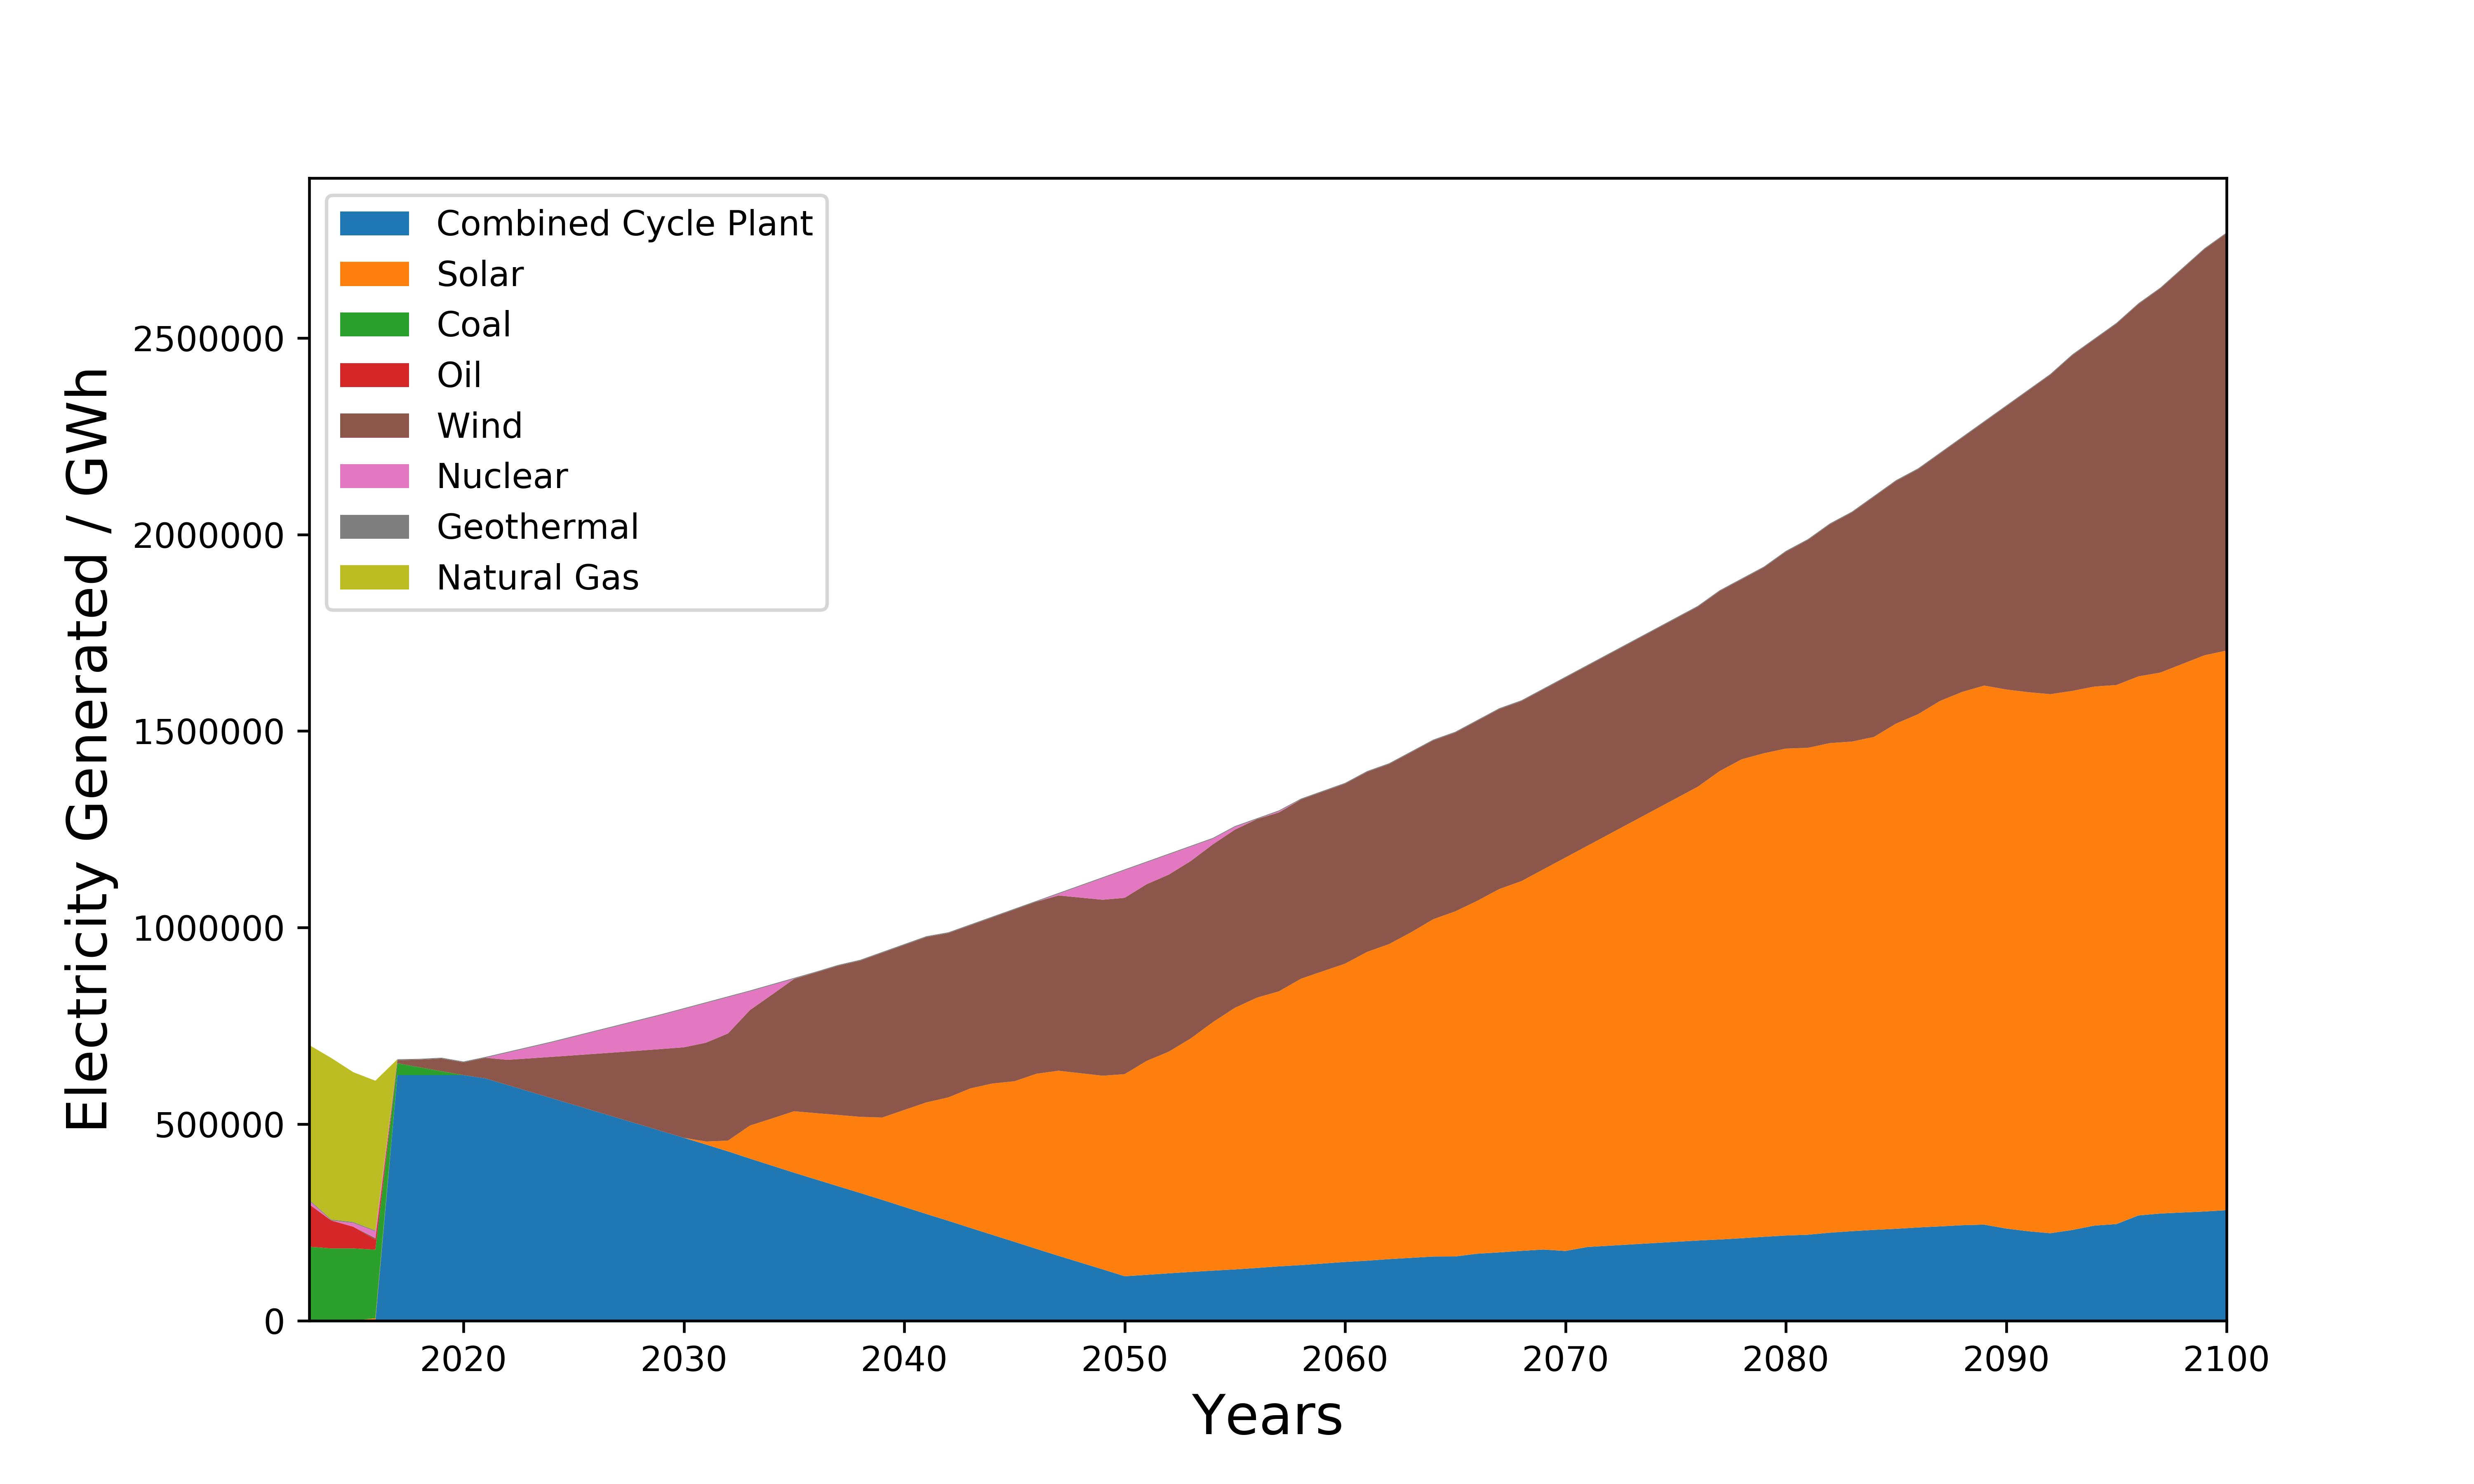 Combined Cycle Plant
Solar
Coal
Oil
Wind
Nuclear
Geothermal
Natural Gas
Electricity Generated / GWh
2500000
2000000
1500000
1000000
500000
0
2020 2030 2040 2050 2060 2070 2080 2090 2100
Years